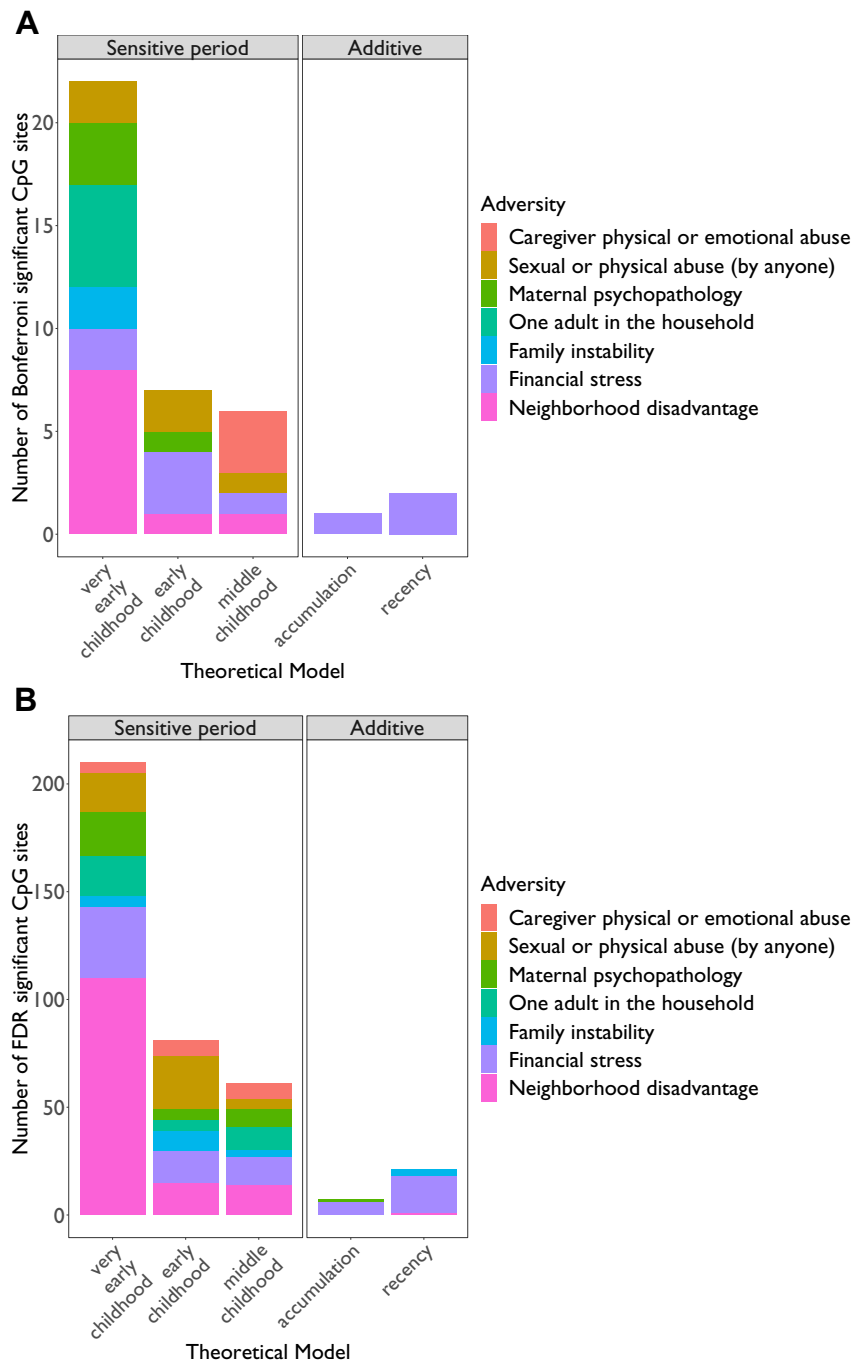 A
Sensitive period
Additive
Number of Bonferroni significant CpG sites
20
15
10
5
0
very
early
childhood
early
childhood
middle
childhood
accumulation
recency
Theoretical Model
Adversity
Caregiver physical or emotional abuse
Sexual or physical abuse (by anyone)
Maternal psychopathology
One adult in the household
Family instability
Financial stress
Neighborhood disadvantage
B
Sensitive period
Additive
Number of FDR significant CpG sites
200
150
100
50
0
very
early
childhood
early
childhood
middle
childhood
accumulation
recency
Theoretical Model
Adversity
Caregiver physical or emotional abuse
Sexual or physical abuse (by anyone)
Maternal psychopathology
One adult in the household
Family instability
Financial stress
Neighborhood disadvantage